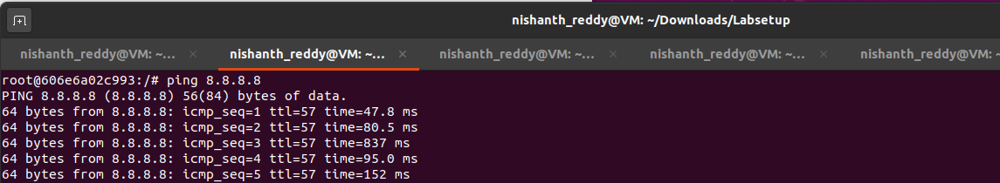 nishanth_reddy@VM: ~/Downloads/Labsetup
nishanth_reddy@VM: ~... × nishanth_reddy@VM: ~... × nishanth_reddy@VM: ~... × nishanth_reddy@VM: ~... × nishanth_reddy@VM: ~
root@606e6a02c993:/# ping 8.8.8.8
PING 8.8.8.8 (8.8.8.8) 56(84) bytes of data.
64 bytes from 8.8.8.8: icmp_seq=1 ttl=57 time=47.8 ms
64 bytes from 8.8.8.8: icmp_seq=2 ttl=57 time=80.5 ms
64 bytes from 8.8.8.8: icmp_seq=3 ttl=57 time=837 ms
64 bytes from 8.8.8.8: icmp_seq=4 ttl=57 time=95.0 ms
64 bytes from 8.8.8.8: icmp_seq=5 ttl=57 time=152 ms